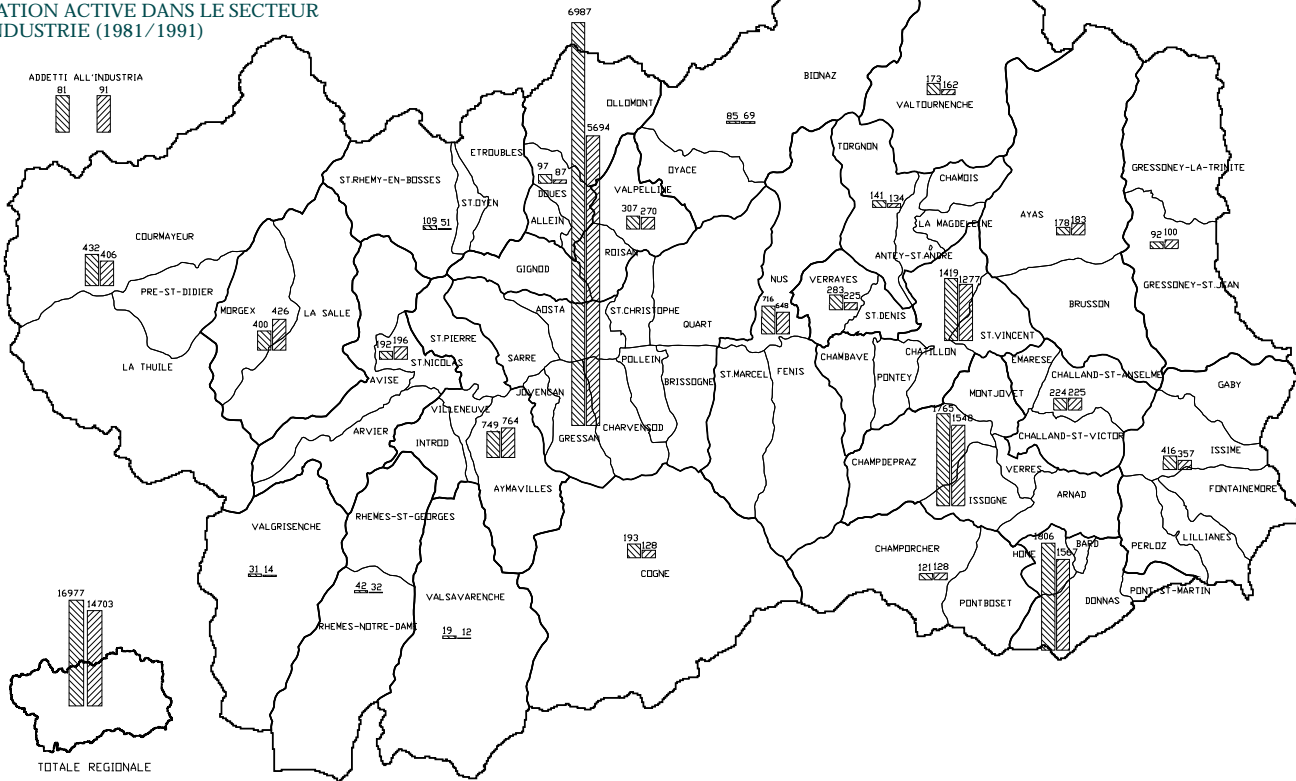 ATION ACTIVE DANS LE SECTEUR
NDUSTRIE (1981/1991)
ADDETTI ALL'INDUSTRIA
81 91
6987
5694
BIONAZ
173 162
VALTOURNENCHE
OLLOMONT
85 69
ETROUBLES
97 87
DOUES
OYACE
TORGNON
ST.RHEMY-EN-BOSSES
ST.OYEN
VALPELLINE
307 270
ALLEIN
109 51
141 134
CHAMOIS
LA MAGDELEINE
GRESSONEY-LA-TRINITE
AYAS
178 183
92 100
COURMAYEUR
432 406
ROISAN
GIGNOD
ANTEY-ST.ANDRE
PRE-ST-DIDIER
NUS
716 648
VERRAYES
283 225
ST.DENIS
1419 1277
GRESSONEY-ST.JEAN
BRUSSON
MORGEX
400 426
LA SALLE
AOSTA
ST.CHRISTOPHE
QUART
ST.VINCENT
192 196
ST.PIERRE
ST.NICOLAS
SARRE
POLLEIN
CHAMBAVE
CHATILLON
EMARESE
LA THUILE
AVISE
JOVENCAN
BRISSOGNE
ST.MARCEL
FENIS
PONTEY
MONTJOVET
CHALLAND-ST-ANSELME
224 225
GABY
VILLENEUVE
749 764
GRESSAN
CHARVENSOD
1765 1548
ARVIER
INTROD
CHALLAND-ST-VICTOR
416 357
ISSIME
CHAMPDEPRAZ
VERRES
AYMAVILLES
ISSOGNE
ARNAD
FONTAINEMORE
VALGRISENCHE
RHEMES-ST-GEORGES
193 128
COGNE
CHAMPORCHER
121 128
1806 1567
HONE
BARD
PERLOZ
LILLIANES
31 14
42 32
VALSAVARENCHE
PONTBOSET
DONNAS
PONT-ST-MARTIN
RHEMES-NOTRE-DAME
19 12
16977 14703
TOTALE REGIONALE